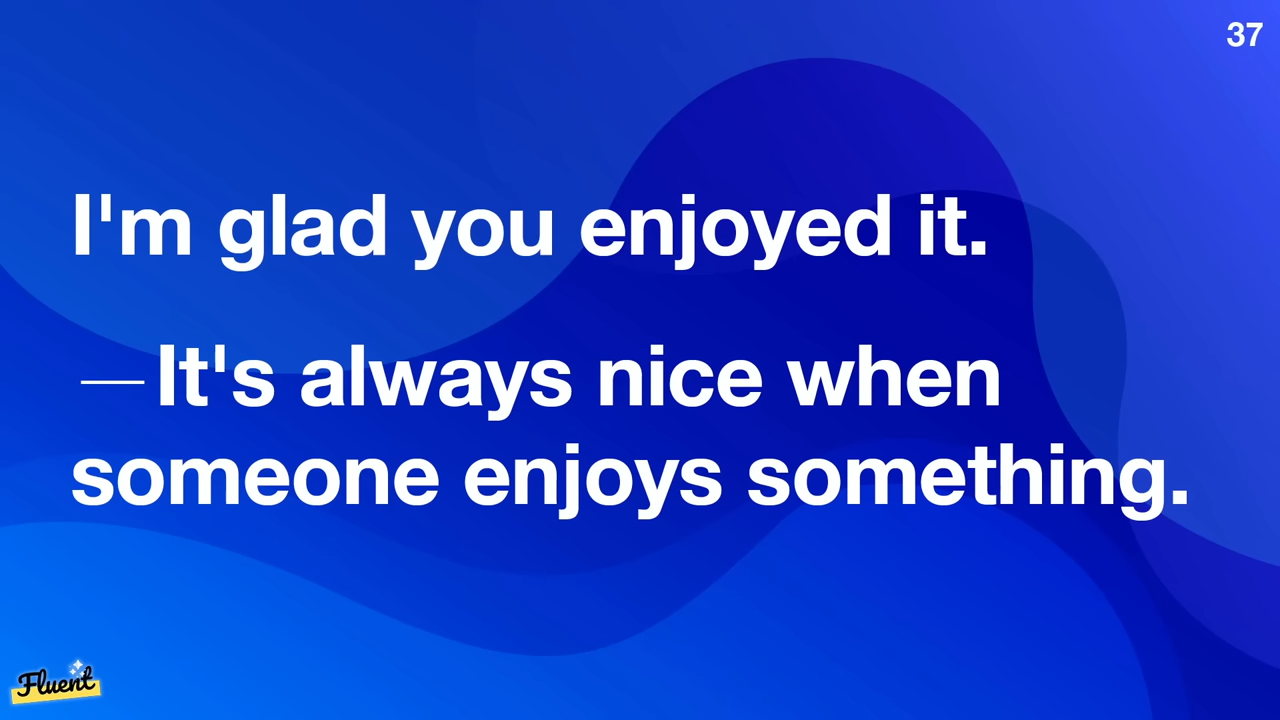 37
I'm glad you enjoyed it.
— It's always nice when
someone enjoys something.
Fluent